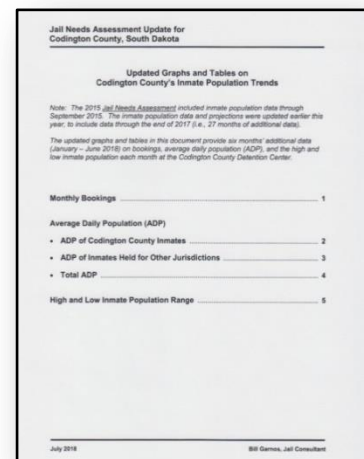 Jail Needs Assessment Update for
Codington County, South Dakota
Updated Graphs and Tables on
Codington County's Inmate Population Trends
Note: The 2015 Jail Needs Assessment included inmate population data through
September 2015. The inmate population data and projections were updated earlier this
year, to include data through the end of 2017 (i.e., 27 months of additional data).
The updated graphs and tables in this document provide six months' additional data
(January – June 2018) on bookings, average daily population (ADP), and the high and
low inmate population each month at the Codington County Detention Center.
Monthly Bookings 1
Average Daily Population (ADP)
• ADP of Codington County Inmates 2
• ADP of Inmates Held for Other Jurisdictions 3
• Total ADP 4
High and Low Inmate Population Range 5
July 2018 Bill Garnos, Jail Consultant